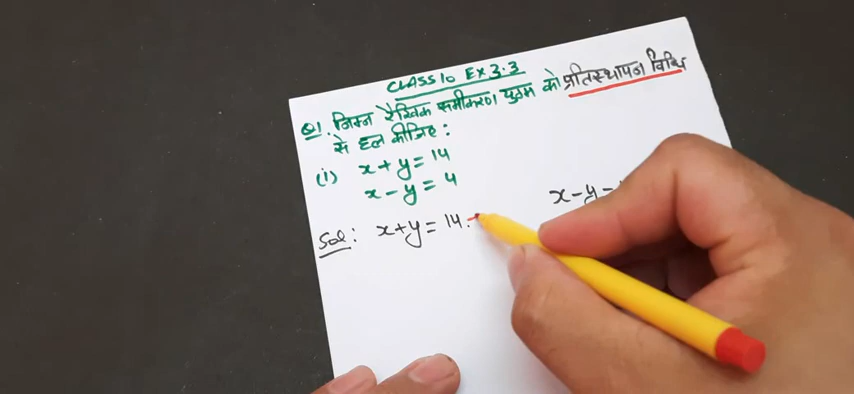 CLASS 10 EX 3.3
Q1. निम्न रैखिक समीकरण युग्म को प्रतिस्थापन विधि
से हल कीजिए:
(i) x + y = 14
x - y = 4
Sol: x + y = 14.
x - y =